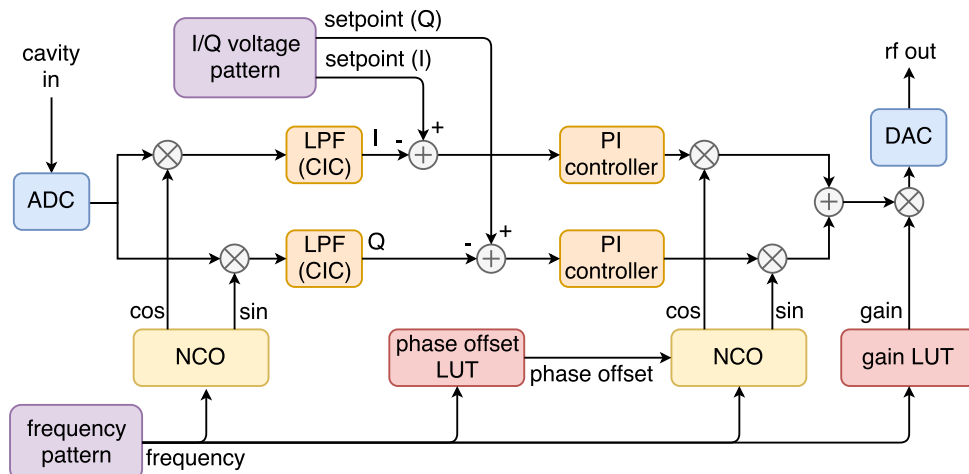 setpoint (Q)
I/Q voltage
pattern
setpoint (I)
cavity
in
rf out
+
LPF
(CIC)
I
-
+
PI
controller
DAC
ADC
+
LPF
(CIC)
Q
-
+
+
PI
controller
cos
sin
cos
sin
gain
NCO
phase offset
LUT
phase offset
NCO
gain LUT
frequency
pattern
frequency